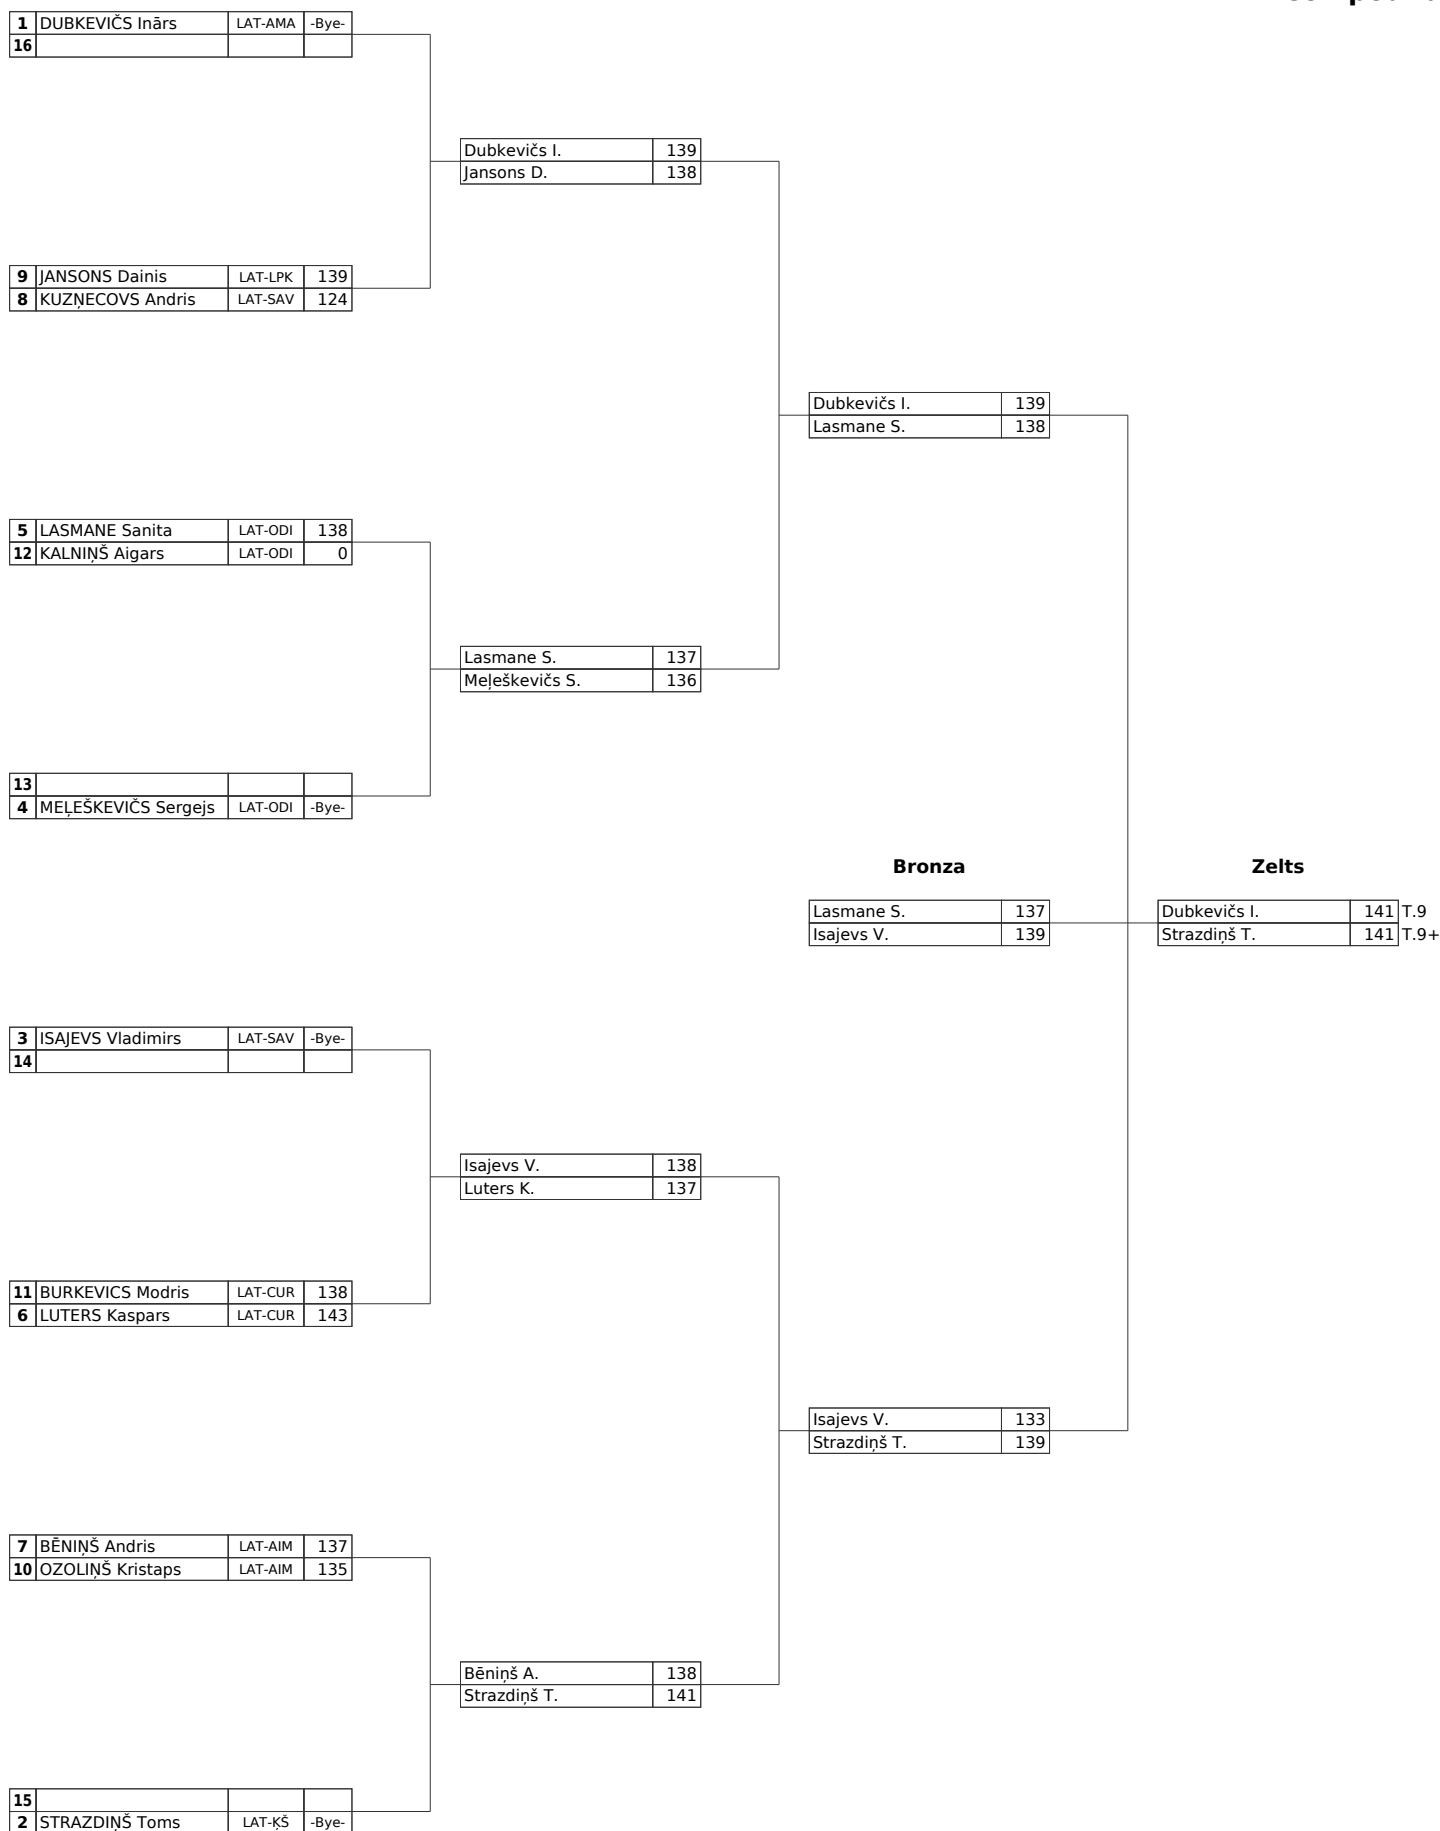 1 DUBKEVIČS Inārs LAT-AMA -Bye-
16
Dubkevičs I. 139
Jansons D. 138
9 JANSONS Dainis LAT-LPK 139
8 KUZŅECOVS Andris LAT-SAV 124
Dubkevičs I. 139
Lasmane S. 138
5 LASMANE Sanita LAT-ODI 138
12 KALNIŅŠ Aigars LAT-ODI 0
Lasmane S. 137
Meļeškevičs S. 136
13
4 MEĻEŠKEVIČS Sergejs LAT-ODI -Bye-
Bronza Zelts
Lasmane S. 137 Dubkevičs I. 141 T.9
Isajevs V. 139 Strazdiņš T. 141 T.9+
3 ISAJEVS Vladimirs LAT-SAV -Bye-
14
Isajevs V. 138
Luters K. 137
11 BURKEVICS Modris LAT-CUR 138
6 LUTERS Kaspars LAT-CUR 143
Isajevs V. 133
Strazdiņš T. 139
7 BĒNIŅŠ Andris LAT-AIM 137
10 OZOLIŅŠ Kristaps LAT-AIM 135
Bēniņš A. 138
Strazdiņš T. 141
15
2 STRAZDIŅŠ Toms LAT-ĶŠ -Bye-